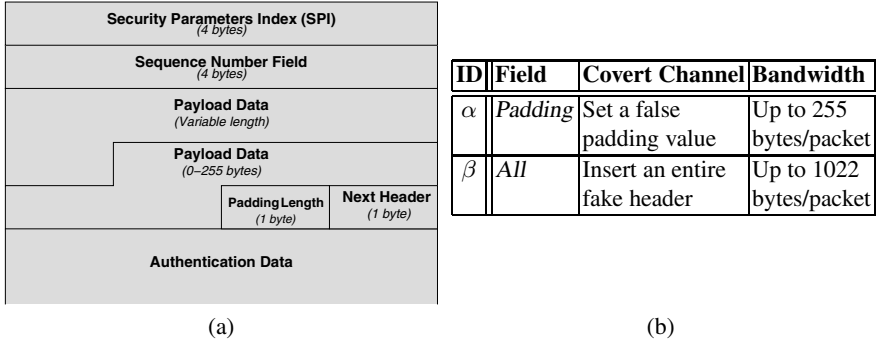 Security Parameters Index (SPI)
(4 bytes)
Sequence Number Field
(4 bytes)
Payload Data
(Variable length)
Payload Data
(0–255 bytes)
Padding Length
(1 byte)
Next Header
(1 byte)
Authentication Data
(a)
ID Field Covert Channel Bandwidth
α Padding Set a false Up to 255
padding value bytes/packet
β All Insert an entire Up to 1022
fake header bytes/packet
(b)